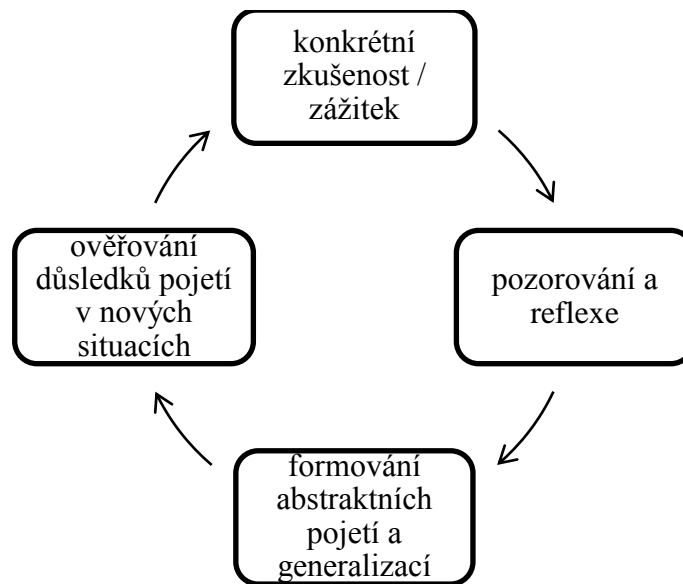 konkrétní
zkušenost /
zážitek
pozorování a
reflexe
formování
abstraktních
pojetí a
generalizací
ověřování
důsledků pojetí
v nových
situacích